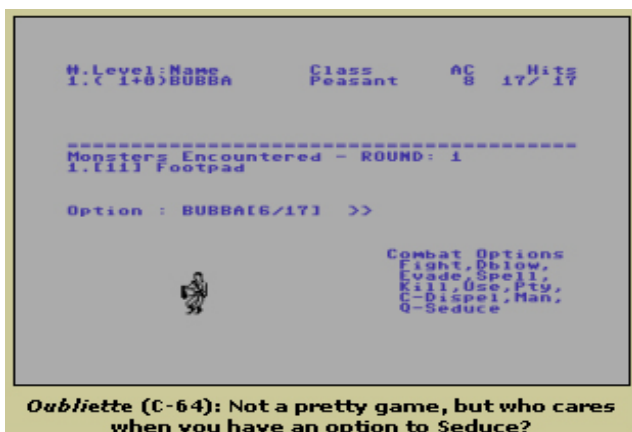 #.Level:Name Class AC Hits
1.( 1+0)BUBBA Peasant 8 17/ 17
Monsters Encountered - ROUND: 1
1.[11] Footpad
Option : BUBBA[6/17] >>
Combat Options
Fight,Dblow,
Evade,Spell,
Kill,Use,Pty,
C-Dispel,Man,
Q-Seduce
Oubliette (C-64): Not a pretty game, but who cares
when you have an option to Seduce?